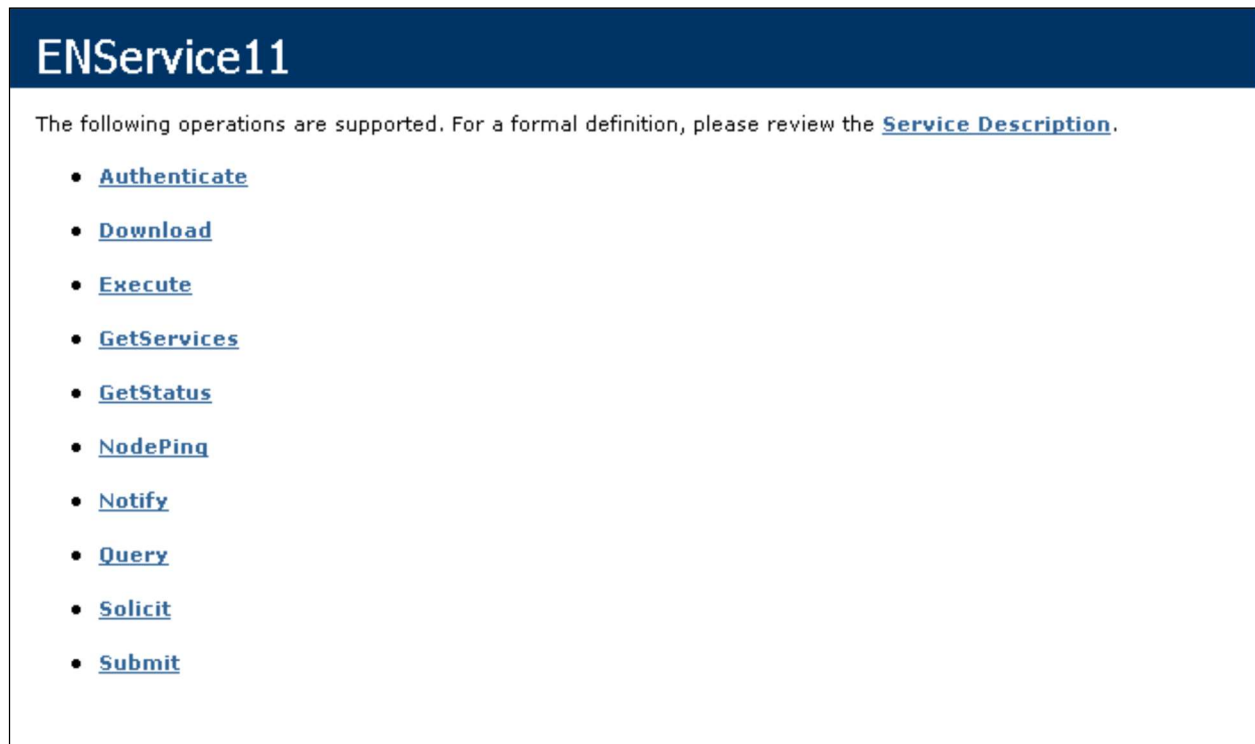 ENService11
The following operations are supported. For a formal definition, please review the Service Description.
Authenticate
Download
Execute
GetServices
GetStatus
NodePing
Notify
Query
Solicit
Submit